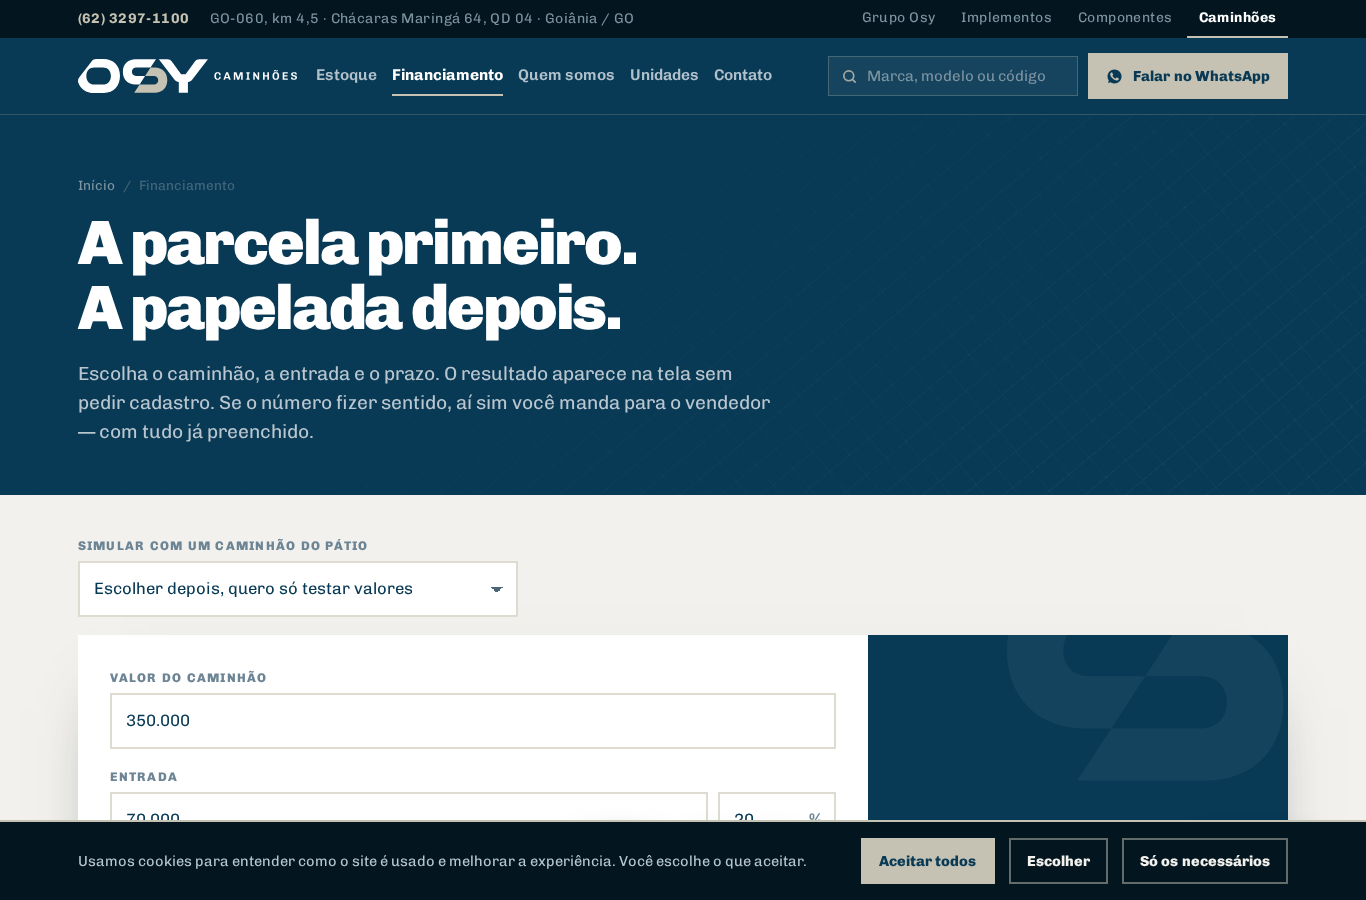 (62) 3297-1100 GO-060, km 4,5 · Chácaras Maringá 64, QD 04 · Goiânia / GO Grupo Osy Implementos Componentes Caminhões
OSY CAMINHÕES Estoque Financiamento Quem somos Unidades Contato Marca, modelo ou código Falar no WhatsApp
Início / Financiamento
A parcela primeiro.
A papelada depois.
Escolha o caminhão, a entrada e o prazo. O resultado aparece na tela sem
pedir cadastro. Se o número fizer sentido, aí sim você manda para o vendedor
— com tudo já preenchido.
SIMULAR COM UM CAMINHÃO DO PÁTIO
Escolher depois, quero só testar valores
VALOR DO CAMINHÃO
350.000
ENTRADA
70.000 20 %
Usamos cookies para entender como o site é usado e melhorar a experiência. Você escolhe o que aceitar. Aceitar todos Escolher Só os necessários